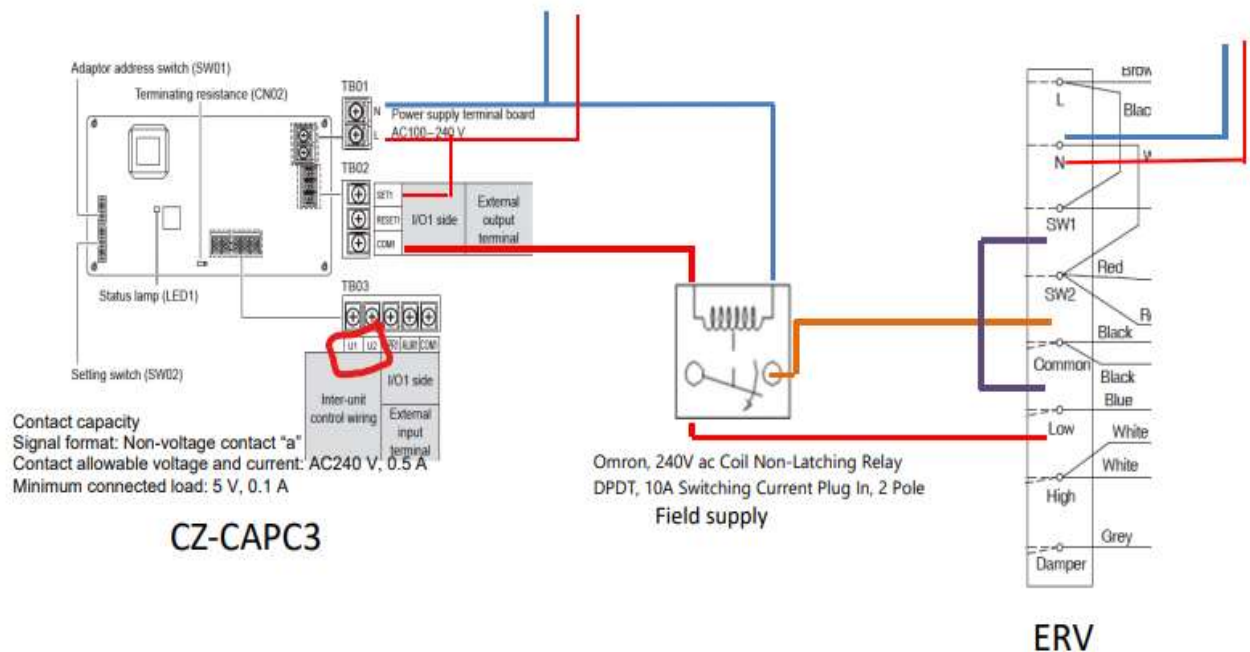 Adaptor address switch (SW01)
Terminating resistance (CN02)
TB01
N Power supply terminal board
L AC100–240 V
TB02
SET1
RESET1
COM1
I/O1 side
External
output
terminal
Status lamp (LED1)
TB03
Setting switch (SW02)
U1 U2 ALM1 COM1
Inter-unit
control wiring
I/O1 side
External
input
terminal
Contact capacity
Signal format: Non-voltage contact "a"
Contact allowable voltage and current: AC240 V, 0.5 A
Minimum connected load: 5 V, 0.1 A
CZ-CAPC3
Omron, 240V ac Coil Non-Latching Relay
DPDT, 10A Switching Current Plug In, 2 Pole
Field supply
L
N
SW1
SW2
Red
Black
Common
Black
Blue
Low
White
White
High
Grey
Damper
ERV